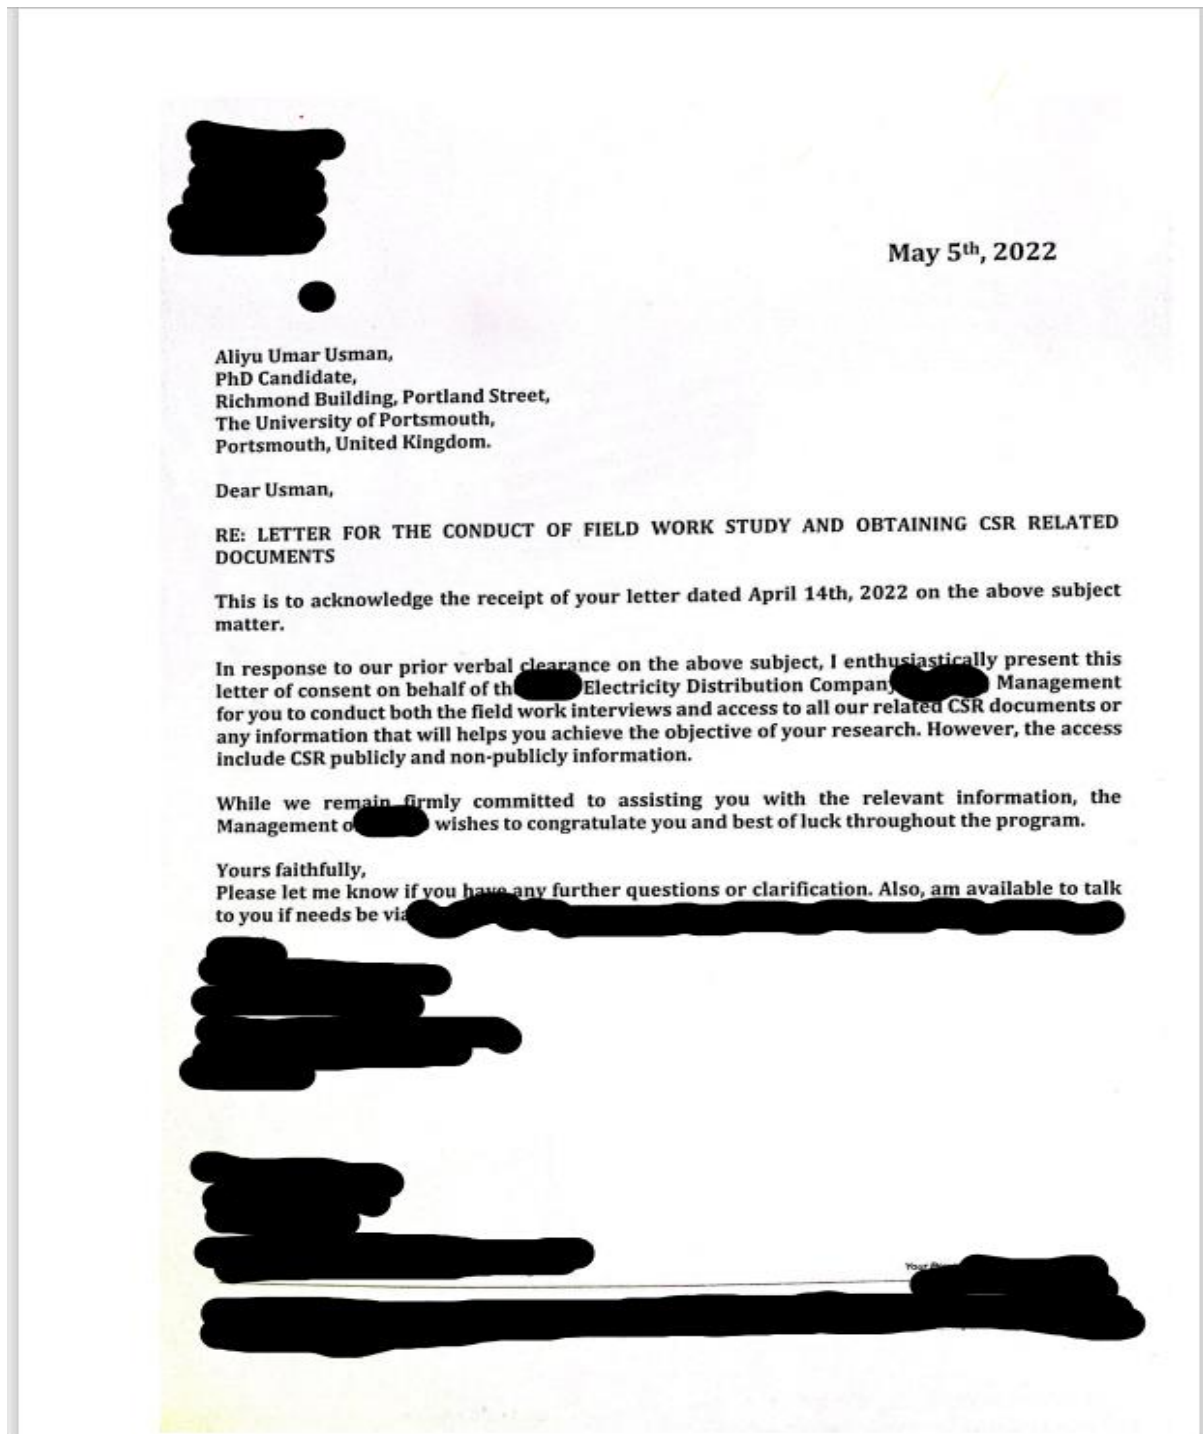 May 5th, 2022
Aliyu Umar Usman,
PhD Candidate,
Richmond Building, Portland Street,
The University of Portsmouth,
Portsmouth, United Kingdom.
Dear Usman,
RE: LETTER FOR THE CONDUCT OF FIELD WORK STUDY AND OBTAINING CSR RELATED
DOCUMENTS
This is to acknowledge the receipt of your letter dated April 14th, 2022 on the above subject
matter.
In response to our prior verbal clearance on the above subject, I enthusiastically present this
letter of consent on behalf of th Electricity Distribution Company Management
for you to conduct both the field work interviews and access to all our related CSR documents or
any information that will helps you achieve the objective of your research. However, the access
include CSR publicly and non-publicly information.
While we remain firmly committed to assisting you with the relevant information, the
Management o wishes to congratulate you and best of luck throughout the program.
Yours faithfully,
Please let me know if you have any further questions or clarification. Also, am available to talk
to you if needs be via
Your